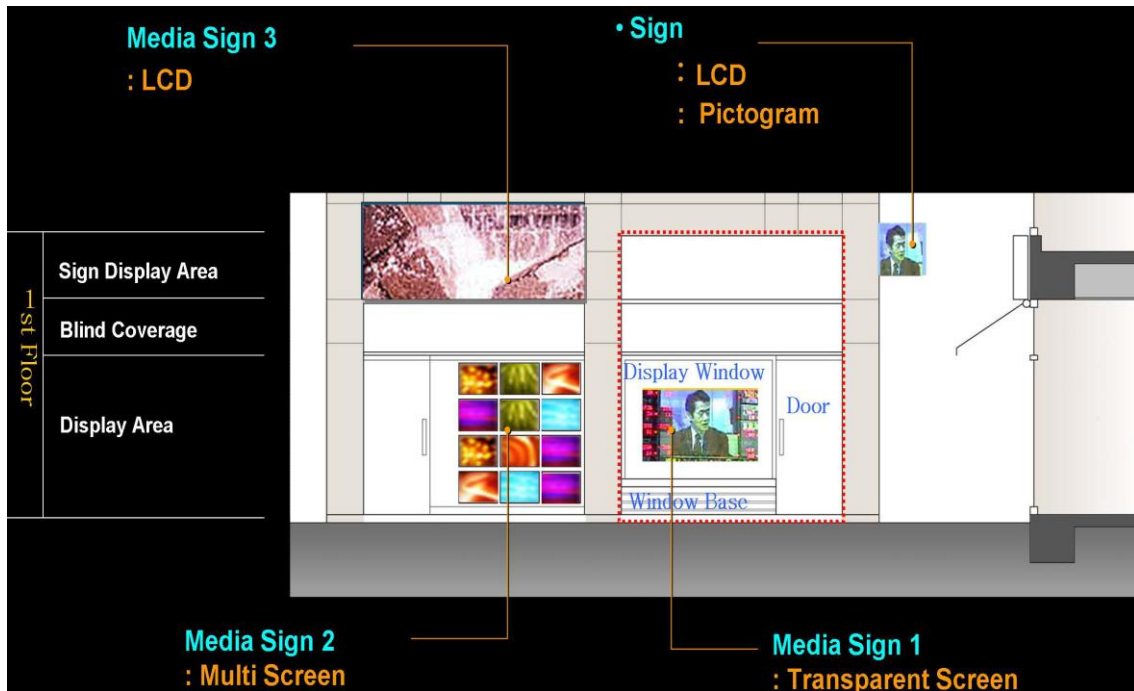 Media Sign 3
: LCD
• Sign
: LCD
: Pictogram
1st Floor
Sign Display Area
Blind Coverage
Display Area
Display Window
Door
Window Base
Media Sign 2
: Multi Screen
Media Sign 1
: Transparent Screen